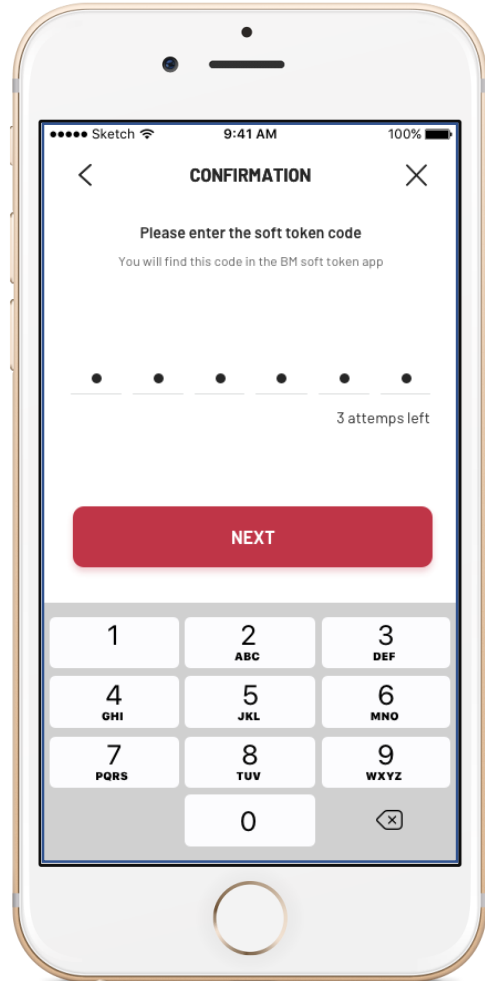 Sketch 9:41 AM 100%
CONFIRMATION
Please enter the soft token code
You will find this code in the BM soft token app
3 attemps left
NEXT
1 2 3
ABC DEF
4 5 6
GHI JKL MNO
7 8 9
PQRS TUV WXYZ
0